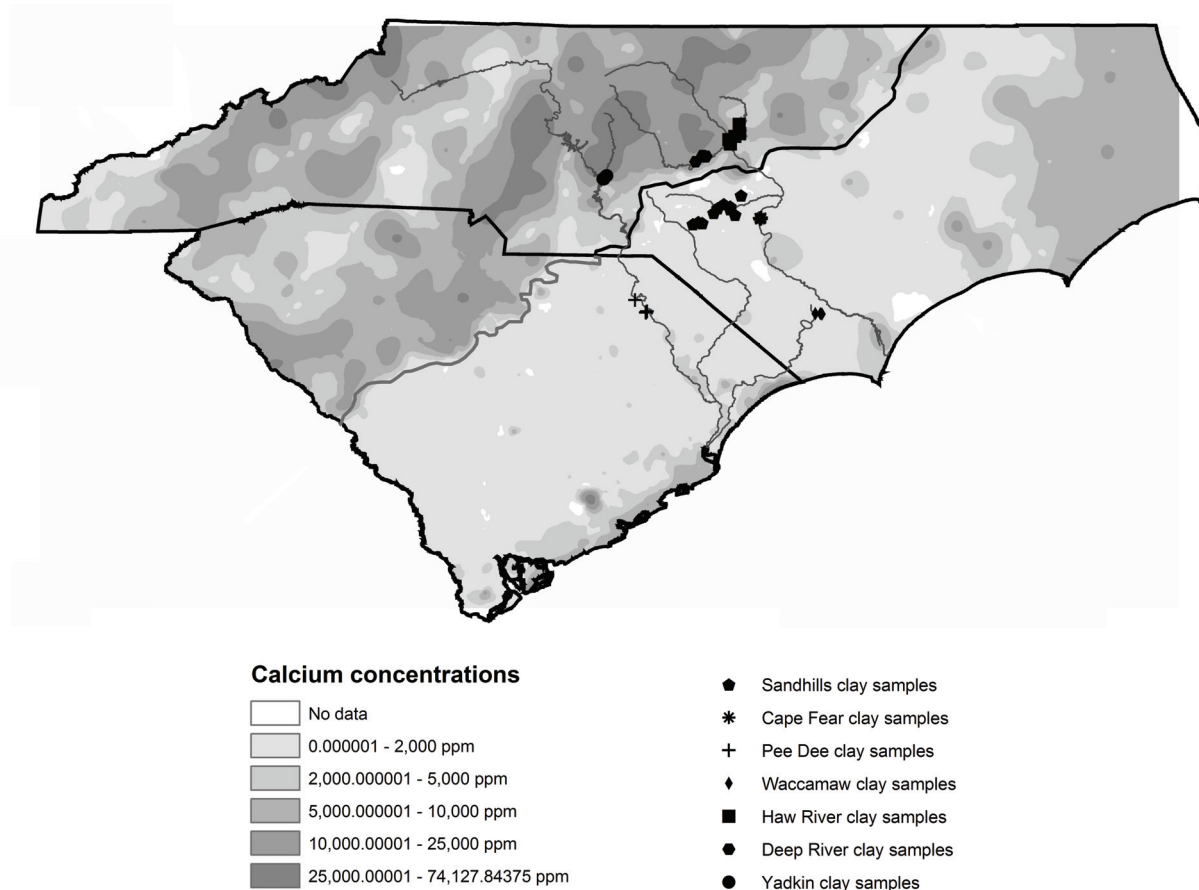 Calcium concentrations
No data
0.000001 - 2,000 ppm
2,000.000001 - 5,000 ppm
5,000.000001 - 10,000 ppm
10,000.00001 - 25,000 ppm
25,000.00001 - 74,127.84375 ppm
Sandhills clay samples
Cape Fear clay samples
Pee Dee clay samples
Waccamaw clay samples
Haw River clay samples
Deep River clay samples
Yadkin clay samples